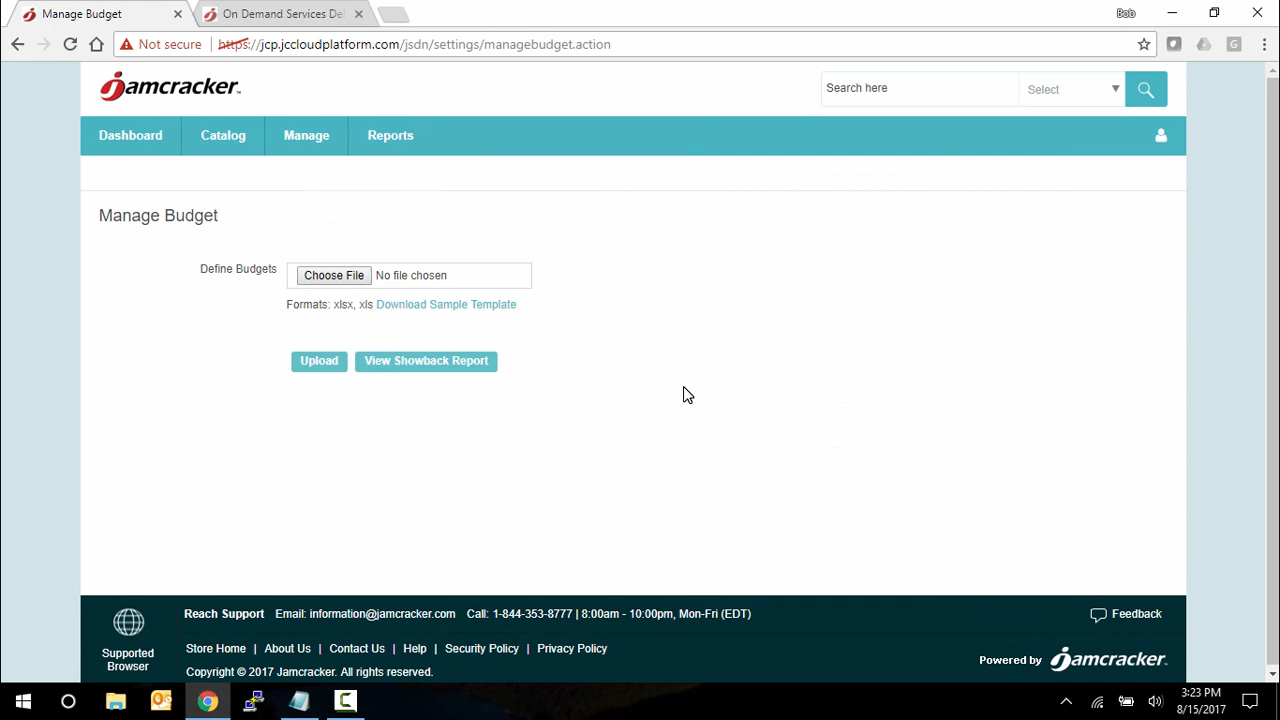 Manage Budget
On Demand Services De
Bob
Not secure
https://jcp.jccloudplatform.com/jsdn/settings/managebudget.action
G
jamcracker™
Search here
Select
Dashboard
Catalog
Manage
Reports
Manage Budget
Define Budgets
Choose File No file chosen
Formats: xlsx, xls Download Sample Template
Upload
View Showback Report
Reach Support Email: information@jamcracker.com Call: 1-844-353-8777 | 8:00am - 10:00pm, Mon-Fri (EDT)
Feedback
Supported
Browser
Store Home | About Us | Contact Us | Help | Security Policy | Privacy Policy
Copyright © 2017 Jamcracker. All rights reserved.
Powered by jamcracker™
3:23 PM
8/15/2017